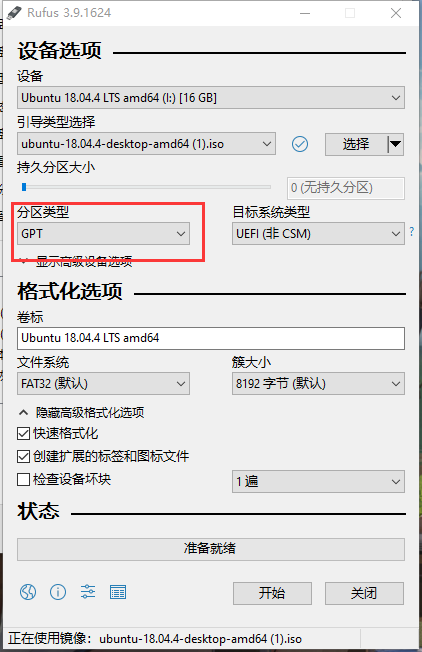 Rufus 3.9.1624
设备选项
设备
Ubuntu 18.04.4 LTS amd64 (I:) [16 GB]
引导类型选择
ubuntu-18.04.4-desktop-amd64 (1).iso
选择
持久分区大小
0 (无持久分区)
分区类型
目标系统类型
GPT
UEFI (非 CSM)
?
显示高级设备选项
格式化选项
卷标
Ubuntu 18.04.4 LTS amd64
文件系统
簇大小
FAT32 (默认)
8192 字节 (默认)
隐藏高级格式化选项
快速格式化
创建扩展的标签和图标文件
检查设备坏块
1 遍
状态
准备就绪
开始
关闭
正在使用镜像: ubuntu-18.04.4-desktop-amd64 (1).iso